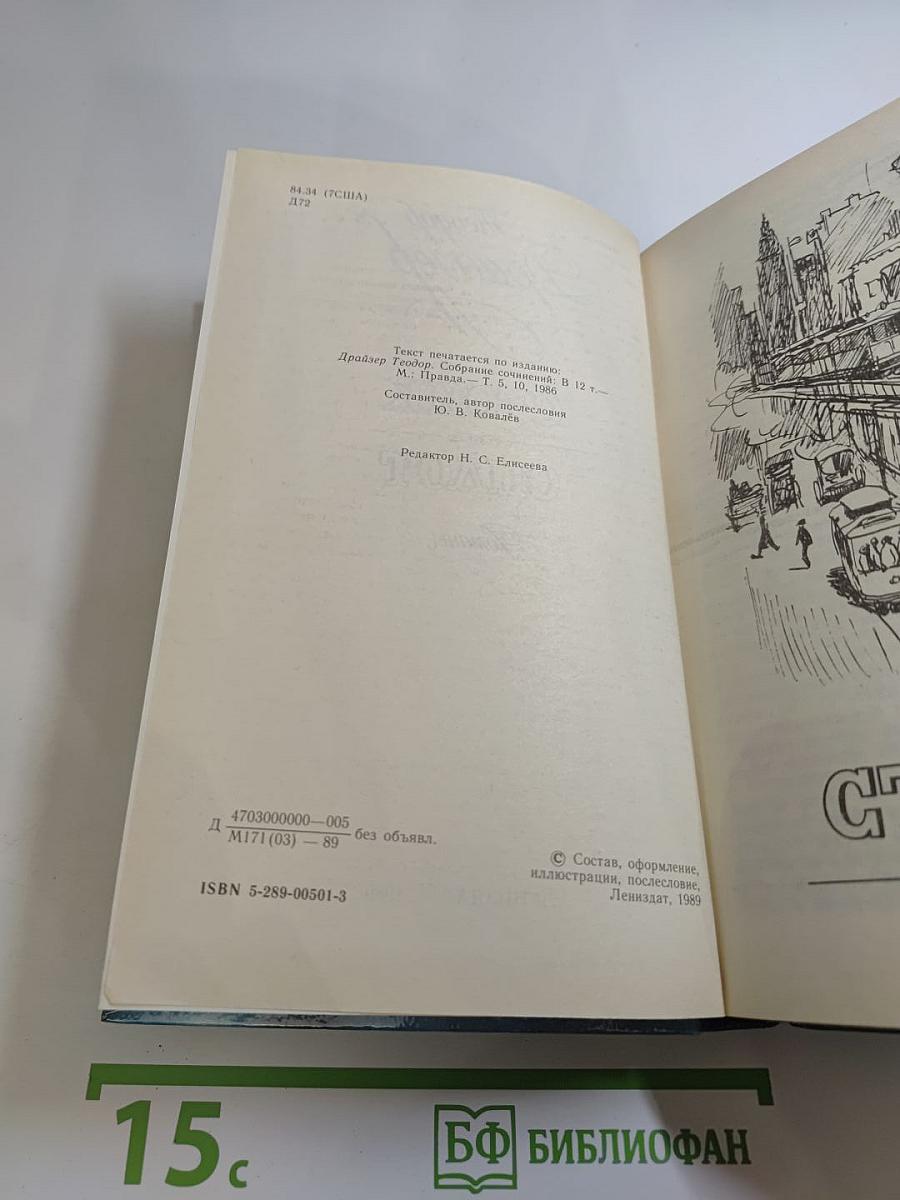 84.34 (7США)
Д72
Текст печатается по изданию:
Драйзер Теодор. Собрание сочинений: В 12 т.—
М.: Правда.— Т. 5, 10, 1986
Составитель, автор послесловия
Ю. В. Ковалёв
Редактор Н. С. Елисеева
Д 4703000000—005 без объявл.
М171(03) — 89
ISBN 5-289-00501-3
© Состав, оформление,
иллюстрации, послесловие,
Лениздат, 1989
СТ
15 с
БФ БИБЛИОФАН